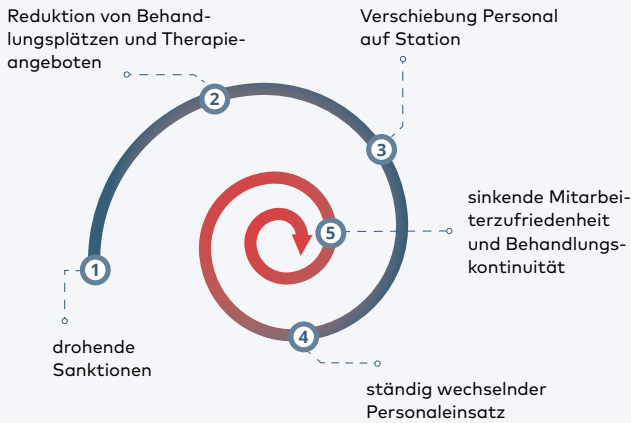 Reduktion von Behand-
lungsplätzen und Therapie-
angeboten
Verschiebung Personal
auf Station
2
3
sinkende Mitarbei-
terzufriedenheit
und Behandlungs-
kontinuität
5
1
4
drohende
Sanktionen
ständig wechselnder
Personaleinsatz